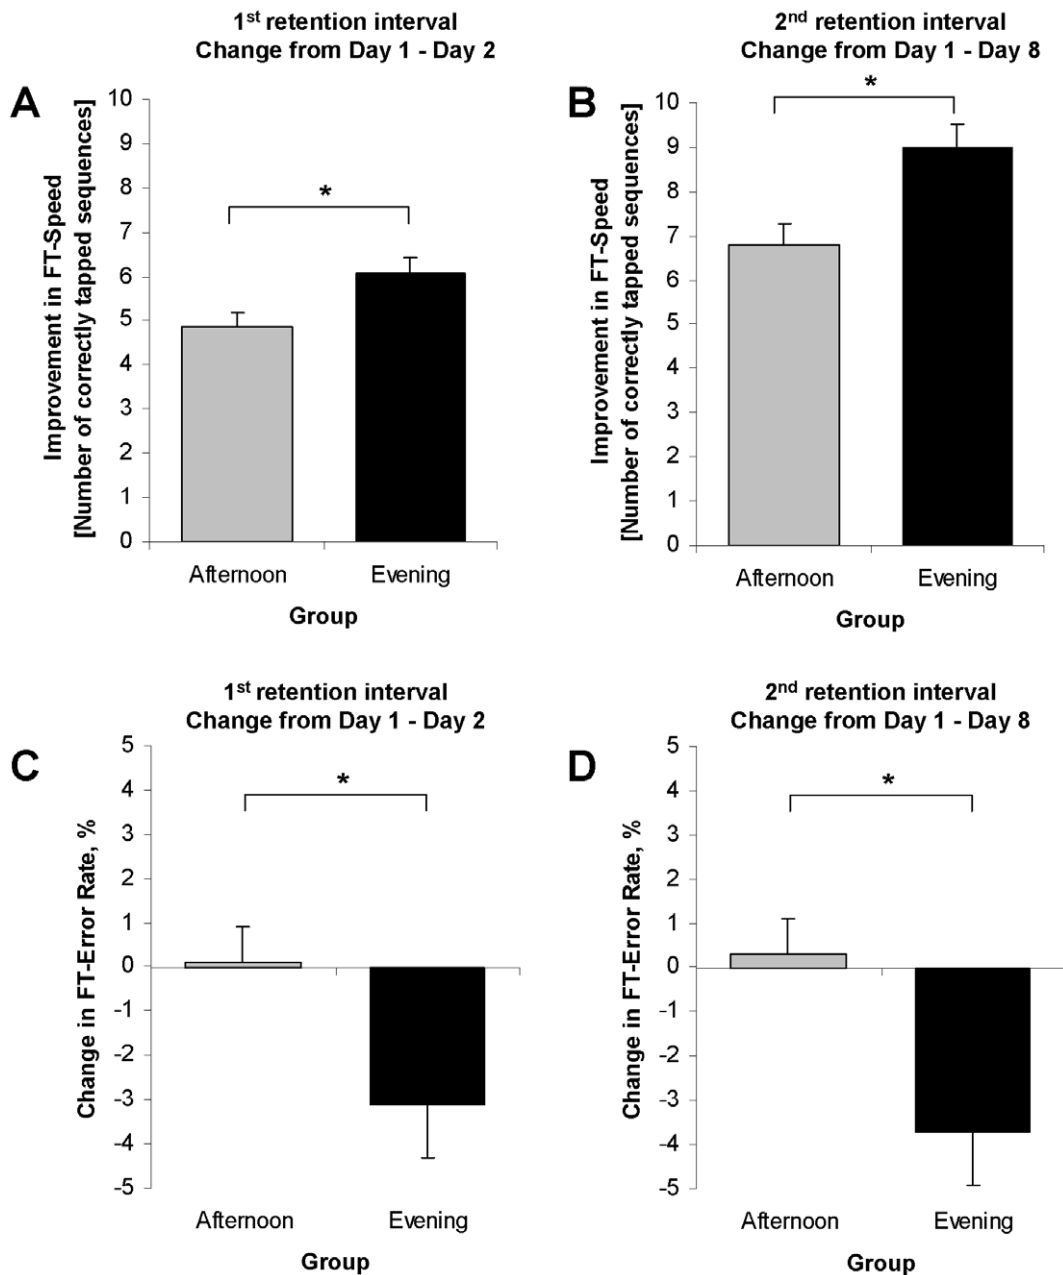 1st retention interval
Change from Day 1 - Day 2
A
Improvement in FT-Speed
[Number of correctly tapped sequences]
10
9
8
7
6
5
4
3
2
1
0
*
Afternoon
Evening
Group
2nd retention interval
Change from Day 1 - Day 8
B
Improvement in FT-Speed
[Number of correctly tapped sequences]
10
9
8
7
6
5
4
3
2
1
0
*
Afternoon
Evening
Group
1st retention interval
Change from Day 1 - Day 2
C
Change in FT-Error Rate, %
5
4
3
2
1
0
-1
-2
-3
-4
-5
*
Afternoon
Evening
Group
2nd retention interval
Change from Day 1 - Day 8
D
Change in FT-Error Rate, %
5
4
3
2
1
0
-1
-2
-3
-4
-5
*
Afternoon
Evening
Group